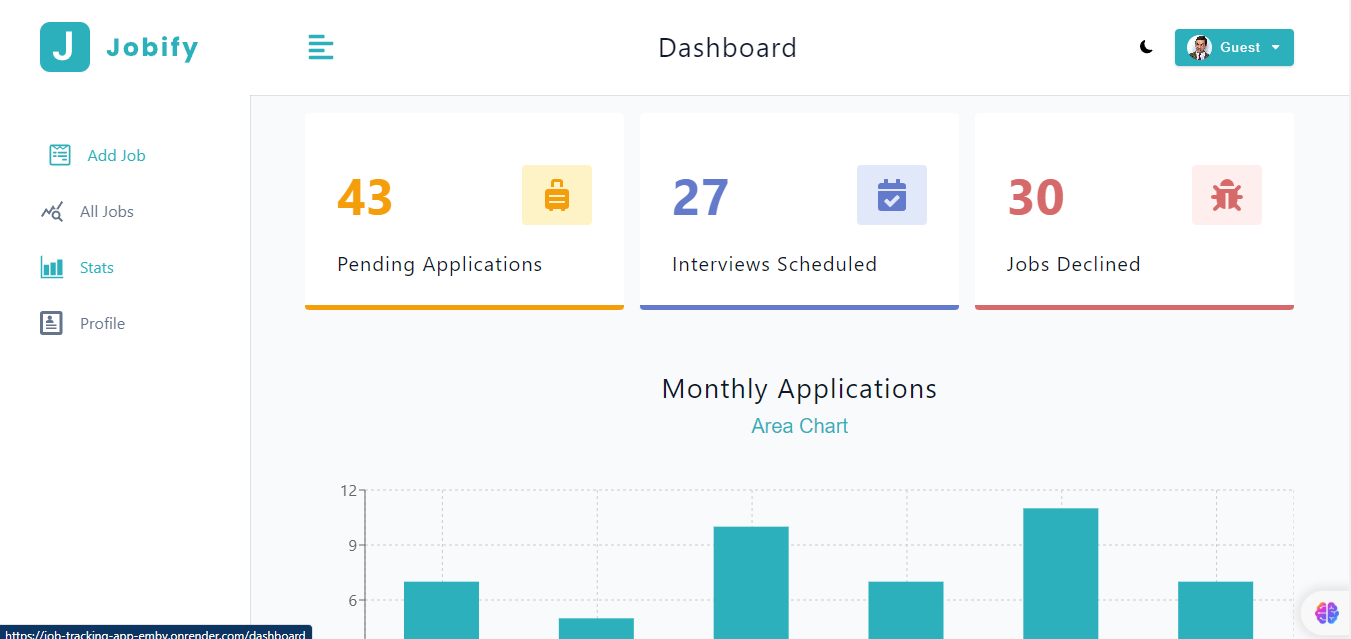 J Jobify
Dashboard
Guest
Add Job
All Jobs
Stats
Profile
43
Pending Applications
27
Interviews Scheduled
30
Jobs Declined
Monthly Applications
Area Chart
12
9
6
https://job-tracking-app-emby.onrender.com/dashboard